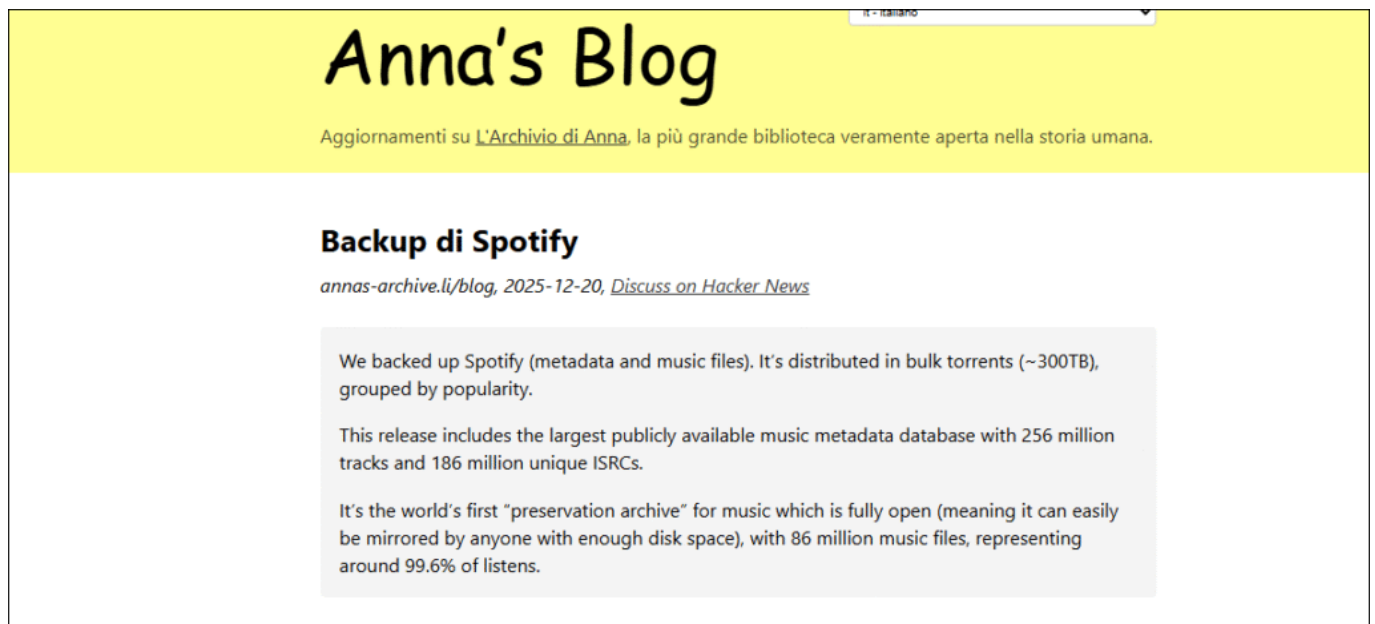 it - Italiano
Anna's Blog
Aggiornamenti su L'Archivio di Anna, la più grande biblioteca veramente aperta nella storia umana.
Backup di Spotify
annas-archive.li/blog, 2025-12-20, Discuss on Hacker News
We backed up Spotify (metadata and music files). It's distributed in bulk torrents (~300TB),
grouped by popularity.
This release includes the largest publicly available music metadata database with 256 million
tracks and 186 million unique ISRCs.
It's the world's first “preservation archive” for music which is fully open (meaning it can easily
be mirrored by anyone with enough disk space), with 86 million music files, representing
around 99.6% of listens.